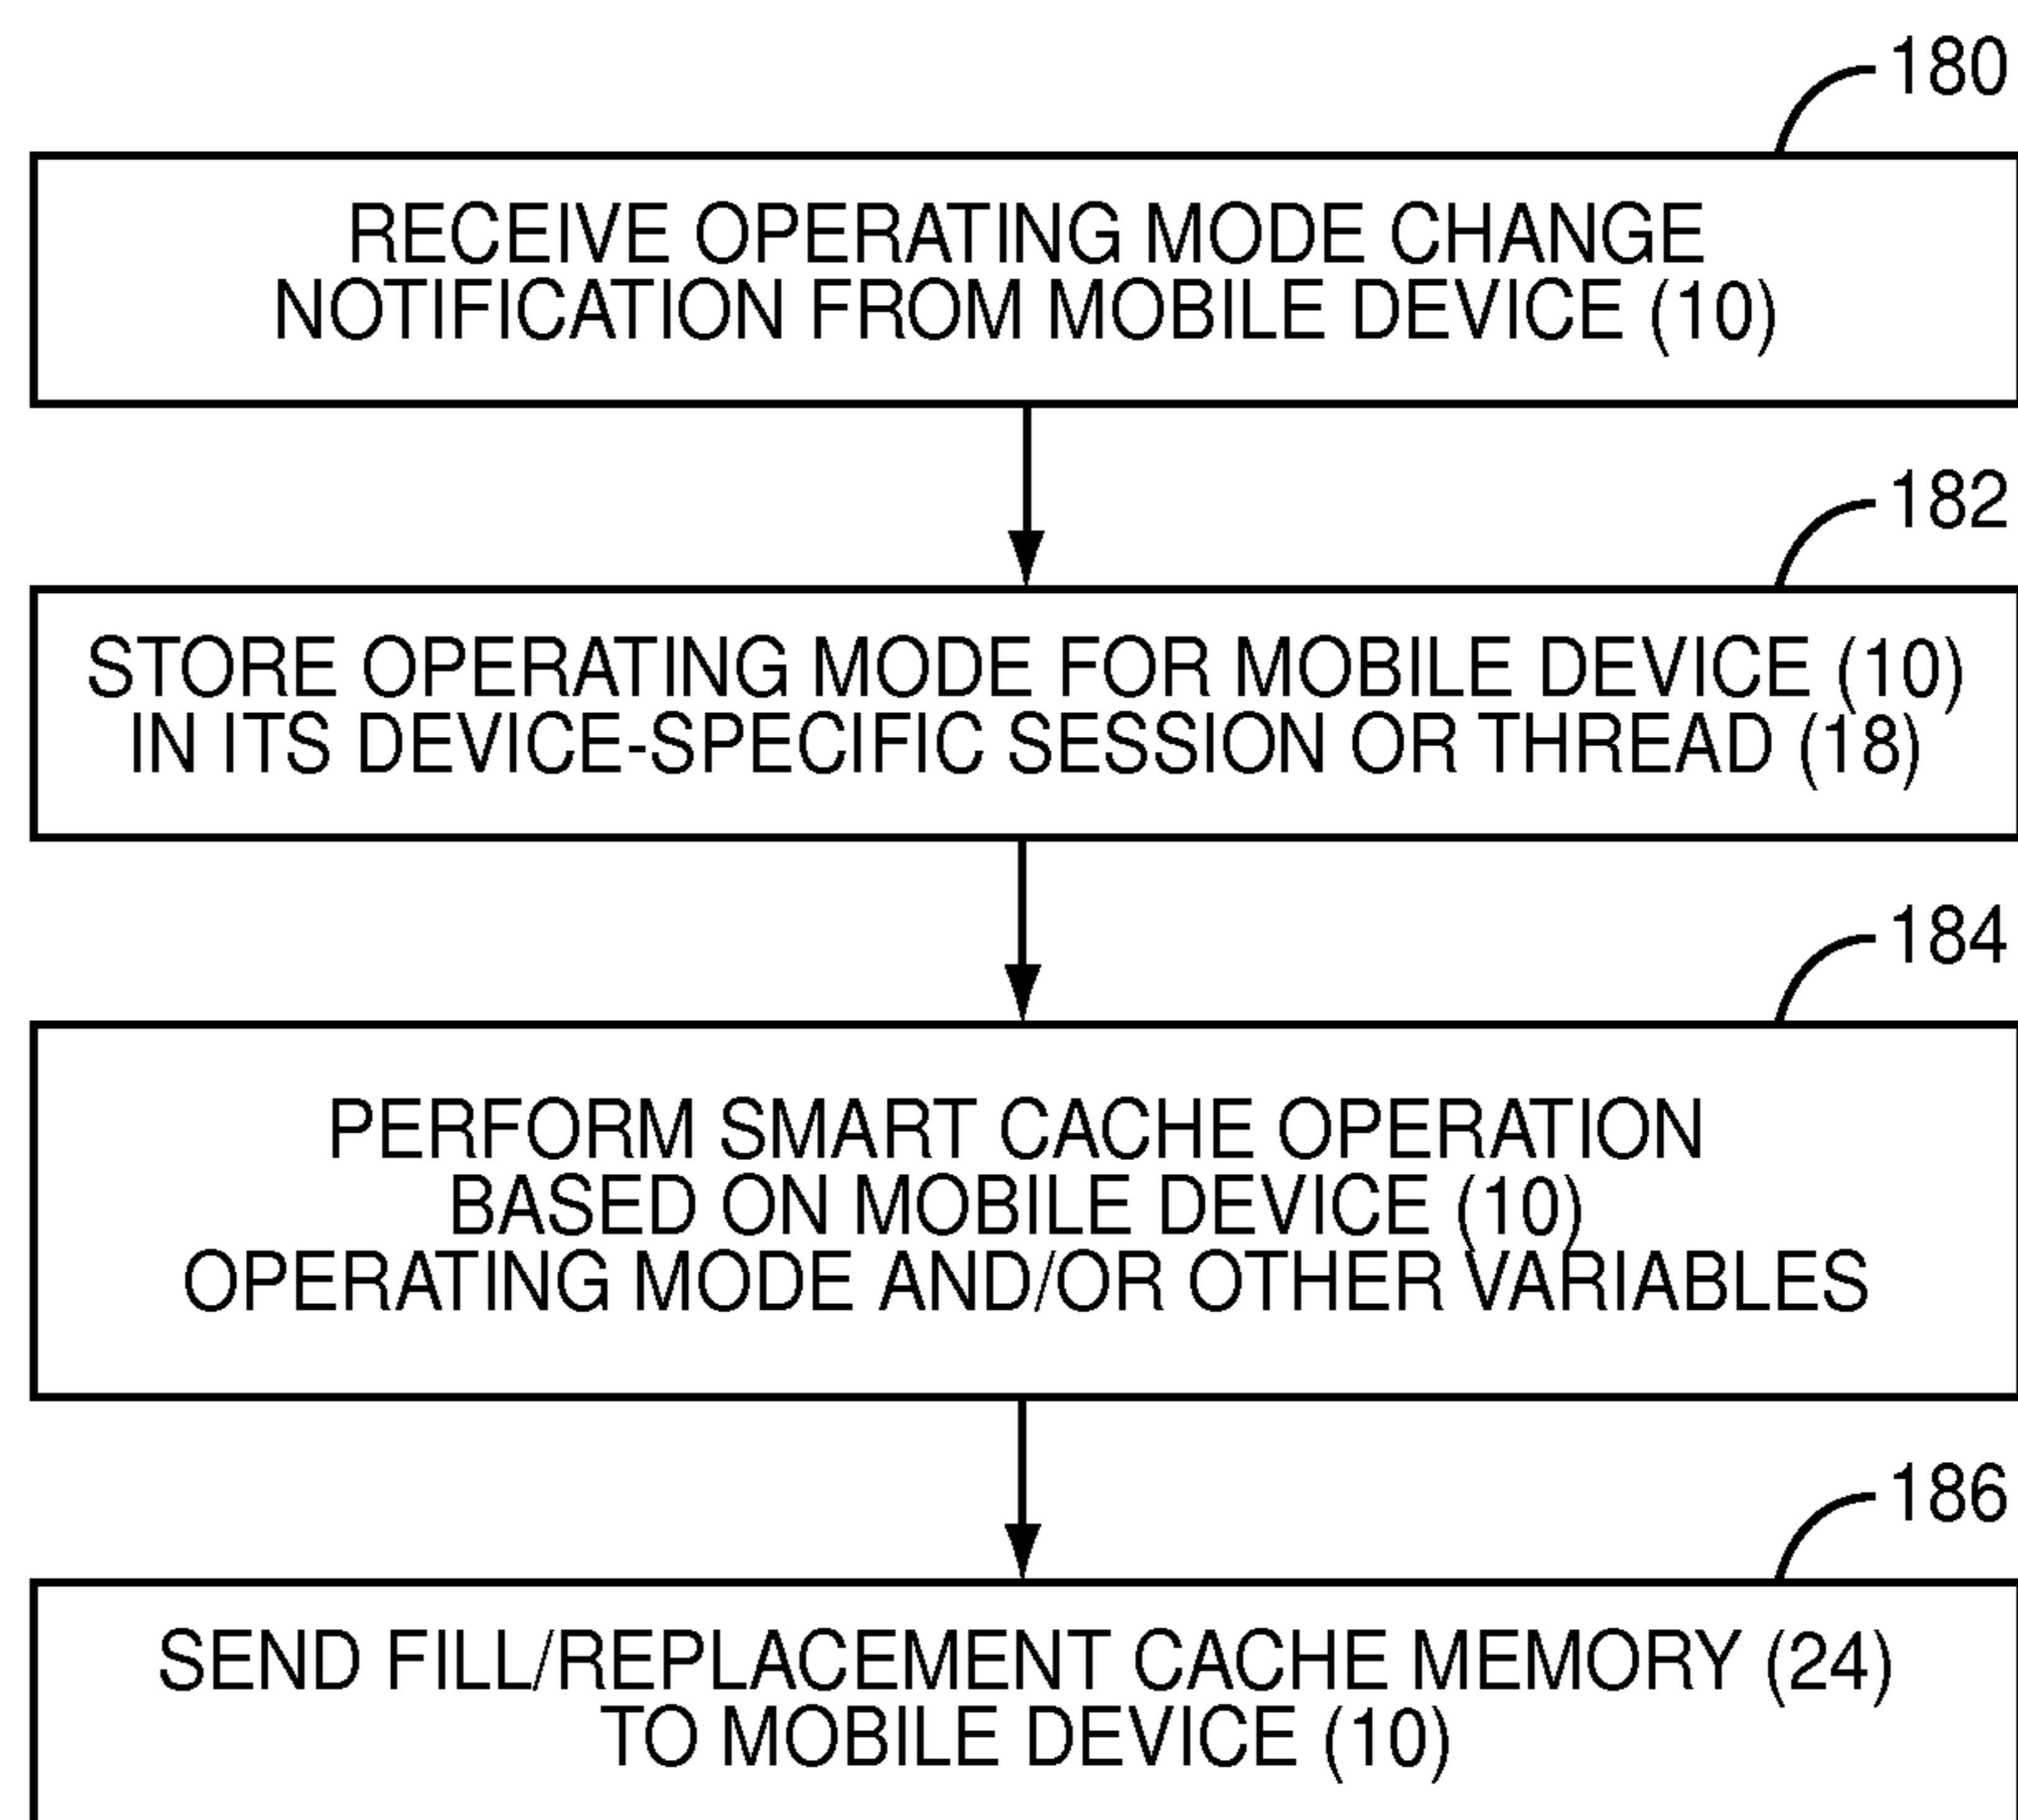 180
RECEIVE OPERATING MODE CHANGE
NOTIFICATION FROM MOBILE DEVICE (10)
182
STORE OPERATING MODE FOR MOBILE DEVICE (10)
IN ITS DEVICE-SPECIFIC SESSION OR THREAD (18)
184
PERFORM SMART CACHE OPERATION
BASED ON MOBILE DEVICE (10)
OPERATING MODE AND/OR OTHER VARIABLES
186
SEND FILL/REPLACEMENT CACHE MEMORY (24)
TO MOBILE DEVICE (10)